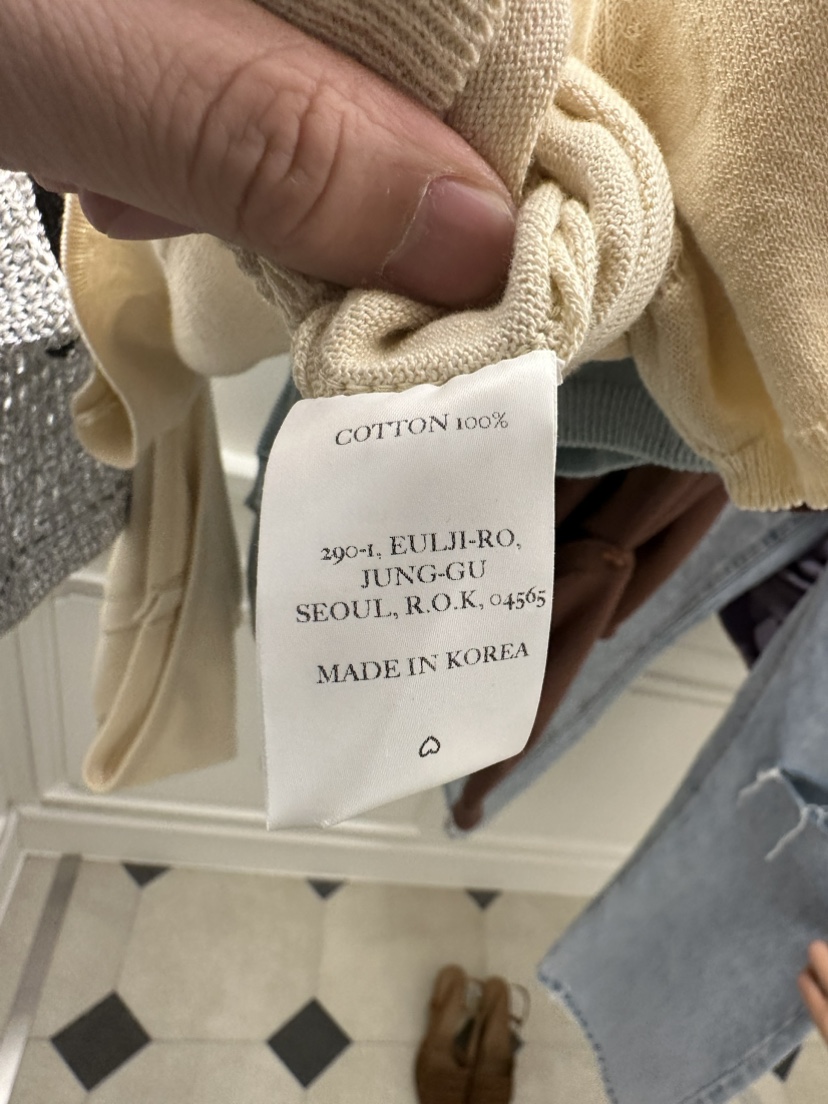 COTTON 100%
290-1, EULJI-RO,
JUNG-GU
SEOUL, R.O.K, 04565
MADE IN KOREA